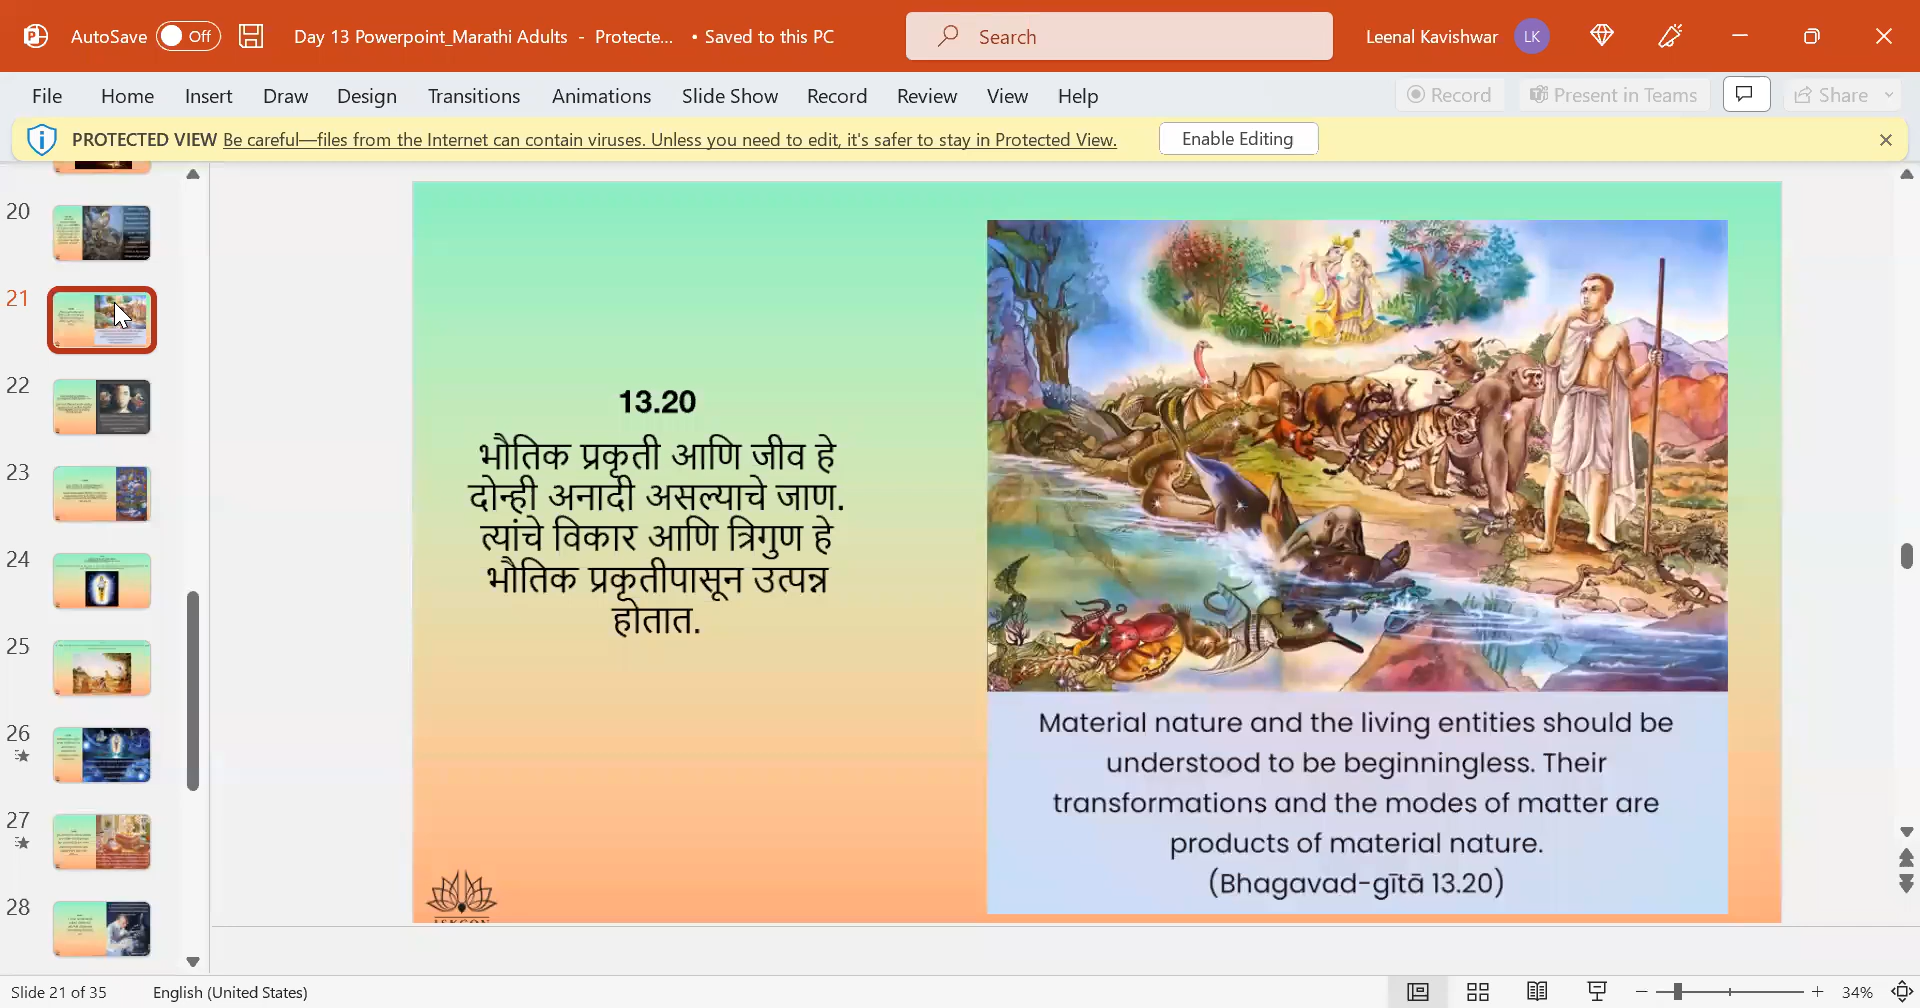 AutoSave Off Day 13 Powerpoint_Marathi Adults - Protecte... • Saved to this PC Search Leenal Kavishwar LK
File Home Insert Draw Design Transitions Animations Slide Show Record Review View Help Record Present in Teams Share
PROTECTED VIEW Be careful—files from the Internet can contain viruses. Unless you need to edit, it's safer to stay in Protected View. Enable Editing
20
21
22
23
24
25
26
27
28
13.20
भौतिक प्रकृती आणि जीव हे
दोन्ही अनादी असल्याचे जाण.
त्यांचे विकार आणि त्रिगुण हे
भौतिक प्रकृतीपासून उत्पन्न
होतात.
Material nature and the living entities should be
understood to be beginningless. Their
transformations and the modes of matter are
products of material nature.
(Bhagavad-gītā 13.20)
Slide 21 of 35 English (United States) 34%